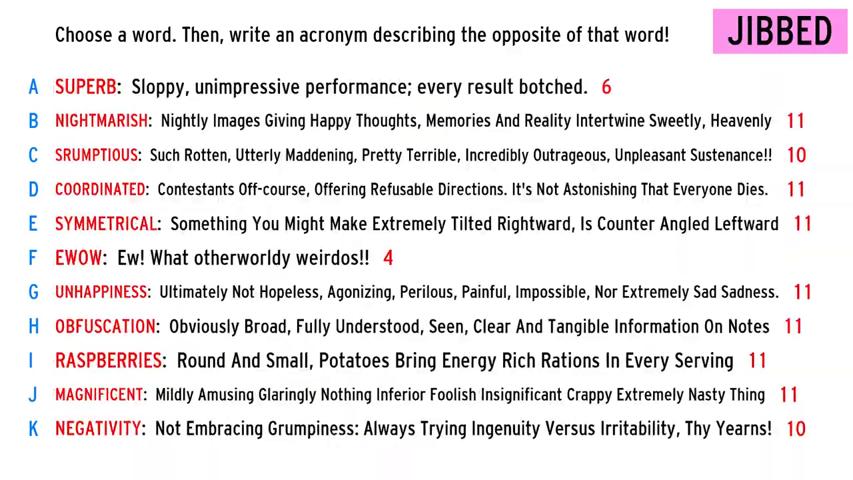 Choose a word. Then, write an acronym describing the opposite of that word!
JIBBED
A SUPERB: Sloppy, unimpressive performance; every result botched. 6
B NIGHTMARISH: Nightly Images Giving Happy Thoughts, Memories And Reality Intertwine Sweetly, Heavenly 11
C SRUMPTIOUS: Such Rotten, Utterly Maddening, Pretty Terrible, Incredibly Outrageous, Unpleasant Sustenance!! 10
D COORDINATED: Contestants Off-course, Offering Refusable Directions. It's Not Astonishing That Everyone Dies. 11
E SYMMETRICAL: Something You Might Make Extremely Tilted Rightward, Is Counter Angled Leftward 11
F EWOW: Ew! What otherworldy weirdos!! 4
G UNHAPPINESS: Ultimately Not Hopeless, Agonizing, Perilous, Painful, Impossible, Nor Extremely Sad Sadness. 11
H OBFUSCATION: Obviously Broad, Fully Understood, Seen, Clear And Tangible Information On Notes 11
I RASPBERRIES: Round And Small, Potatoes Bring Energy Rich Rations In Every Serving 11
J MAGNIFICENT: Mildly Amusing Glaringly Nothing Inferior Foolish Insignificant Crappy Extremely Nasty Thing 11
K NEGATIVITY: Not Embracing Grumpiness: Always Trying Ingenuity Versus Irritability, Thy Yearns! 10